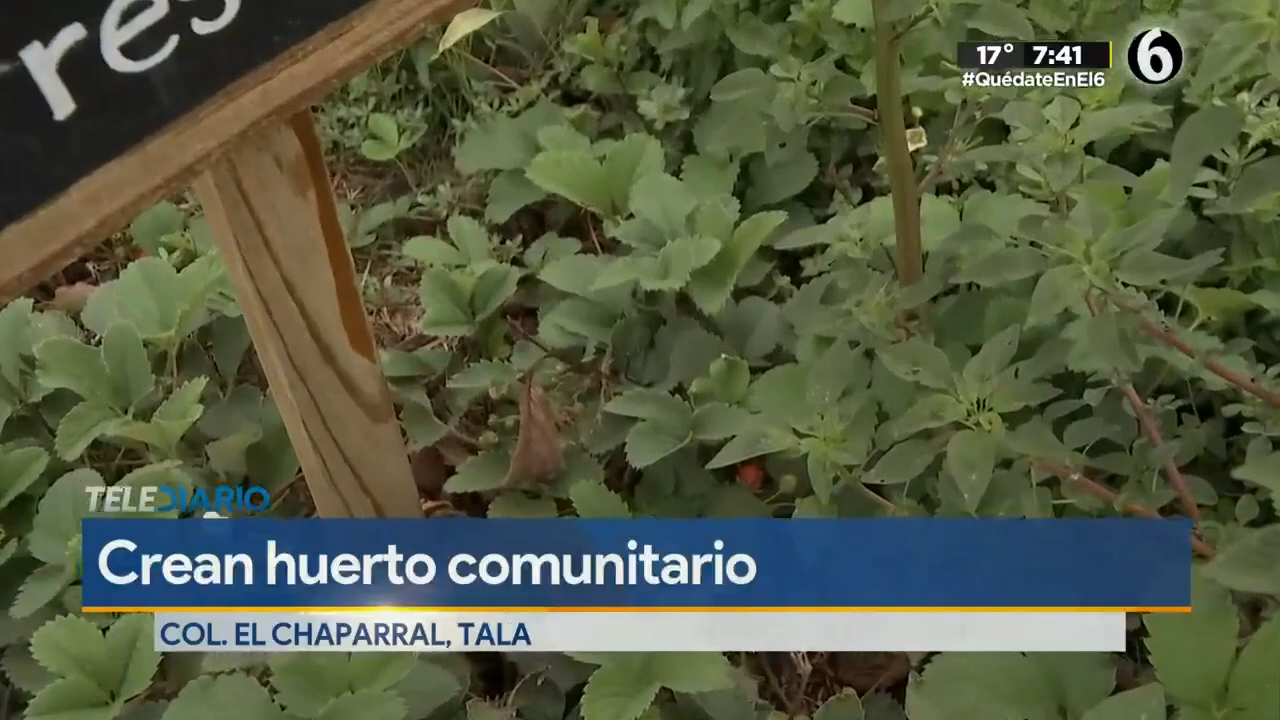 res
17° 7:41
#QuédateEnEl6
6
TELEDIARIO
Crean huerto comunitario
COL. EL CHAPARRAL, TALA